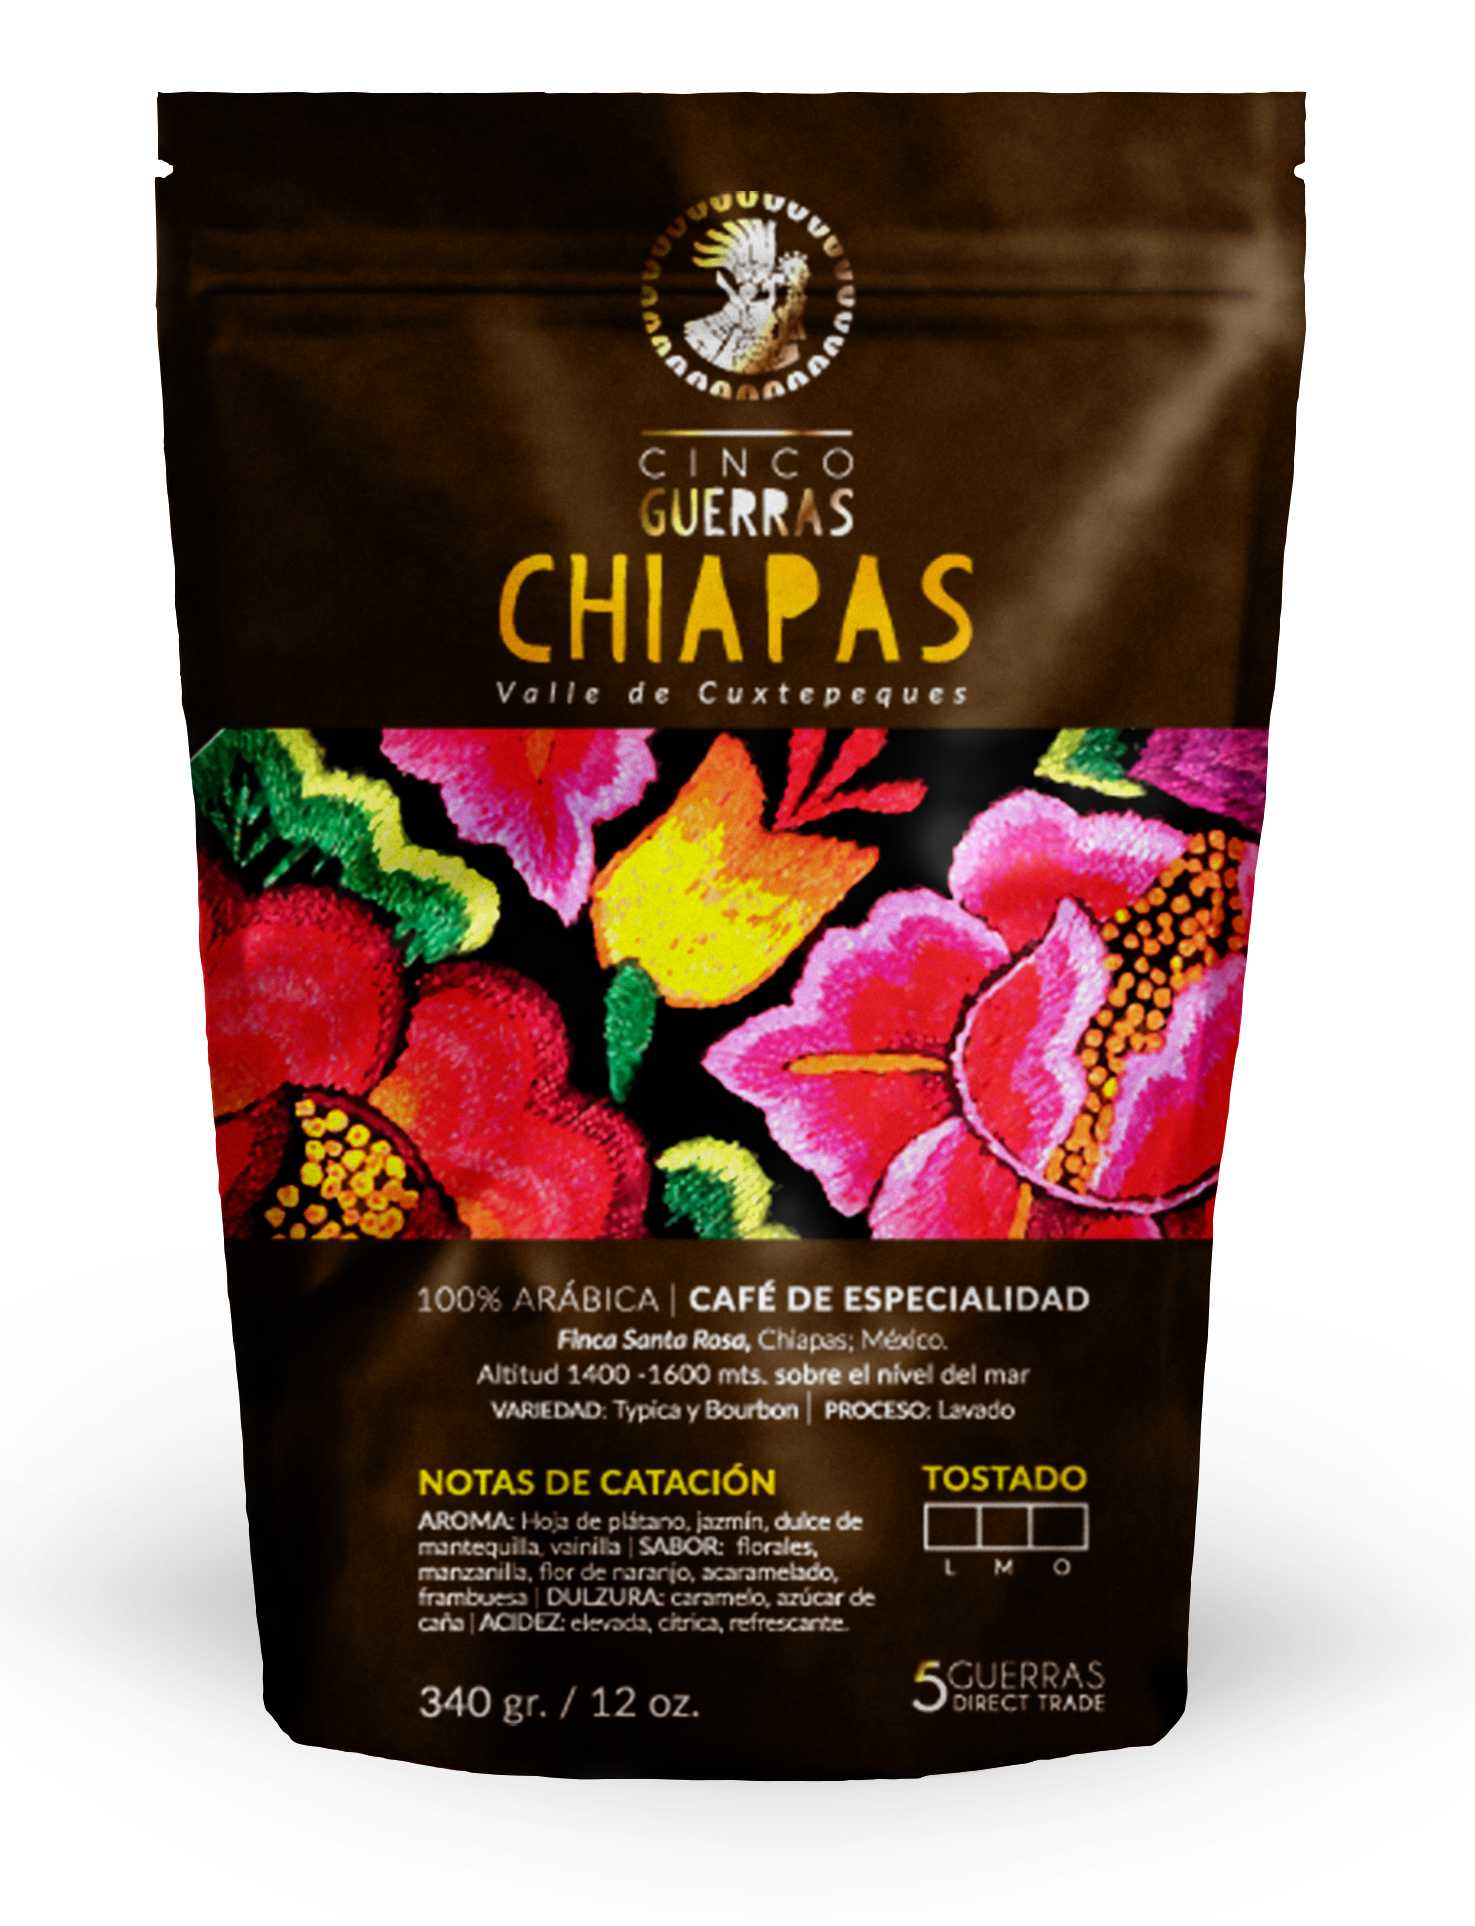 CINCO
GUERRAS
CHIAPAS
Valle de Cuxtepeques
100% ARÁBICA | CAFÉ DE ESPECIALIDAD
Finca Santa Rosa, Chiapas; México.
Altitud 1400 -1600 mts. sobre el nivel del mar
VARIEDAD: Typica y Bourbon | PROCESO: Lavado
NOTAS DE CATACIÓN
AROMA: Hoja de plátano, jazmín, dulce de
mantequilla, vainilla | SABOR: florales,
manzanilla, flor de naranjo, acaramelado,
frambuesa | DULZURA: caramelo, azúcar de
caña | ACIDEZ: elevada, cítrica, refrescante.
TOSTADO
L M O
340 gr. / 12 oz.
5 GUERRAS
DIRECT TRADE